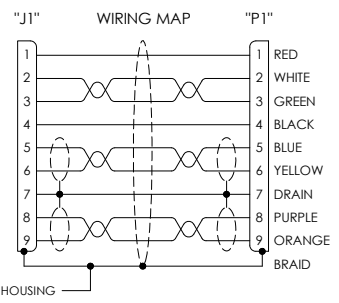 "J1" WIRING MAP "P1"
1 1 RED
2 2 WHITE
3 3 GREEN
4 4 BLACK
5 5 BLUE
6 6 YELLOW
7 7 DRAIN
8 8 PURPLE
9 9 ORANGE
BRAID
HOUSING